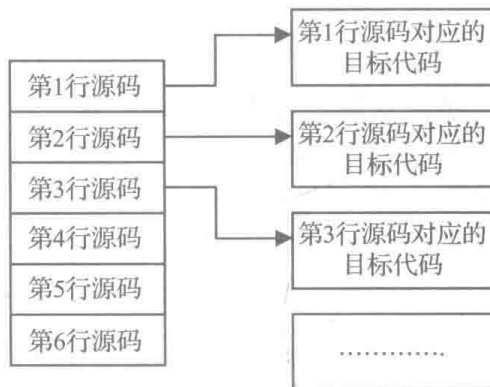 第1行源码
第2行源码
第3行源码
第4行源码
第5行源码
第6行源码
第1行源码对应的
目标代码
第2行源码对应的
目标代码
第3行源码对应的
目标代码
.............